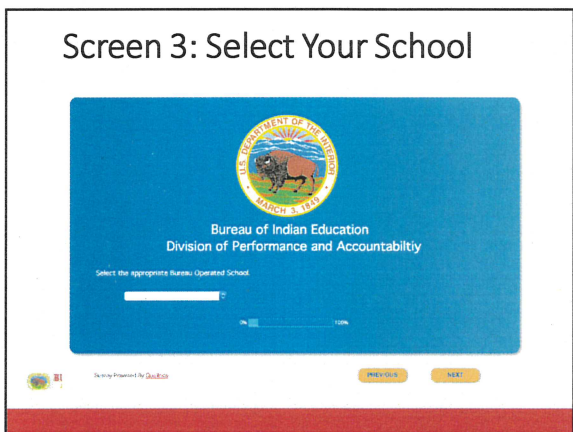 Screen 3: Select Your School
U.S. DEPARTMENT OF THE INTERIOR
MARCH 3, 1849
Bureau of Indian Education
Division of Performance and Accountabiltiy
Select the appropriate Bureau Operated School
0%
100%
Survey Powered By Qualtrics
PREVIOUS
NEXT